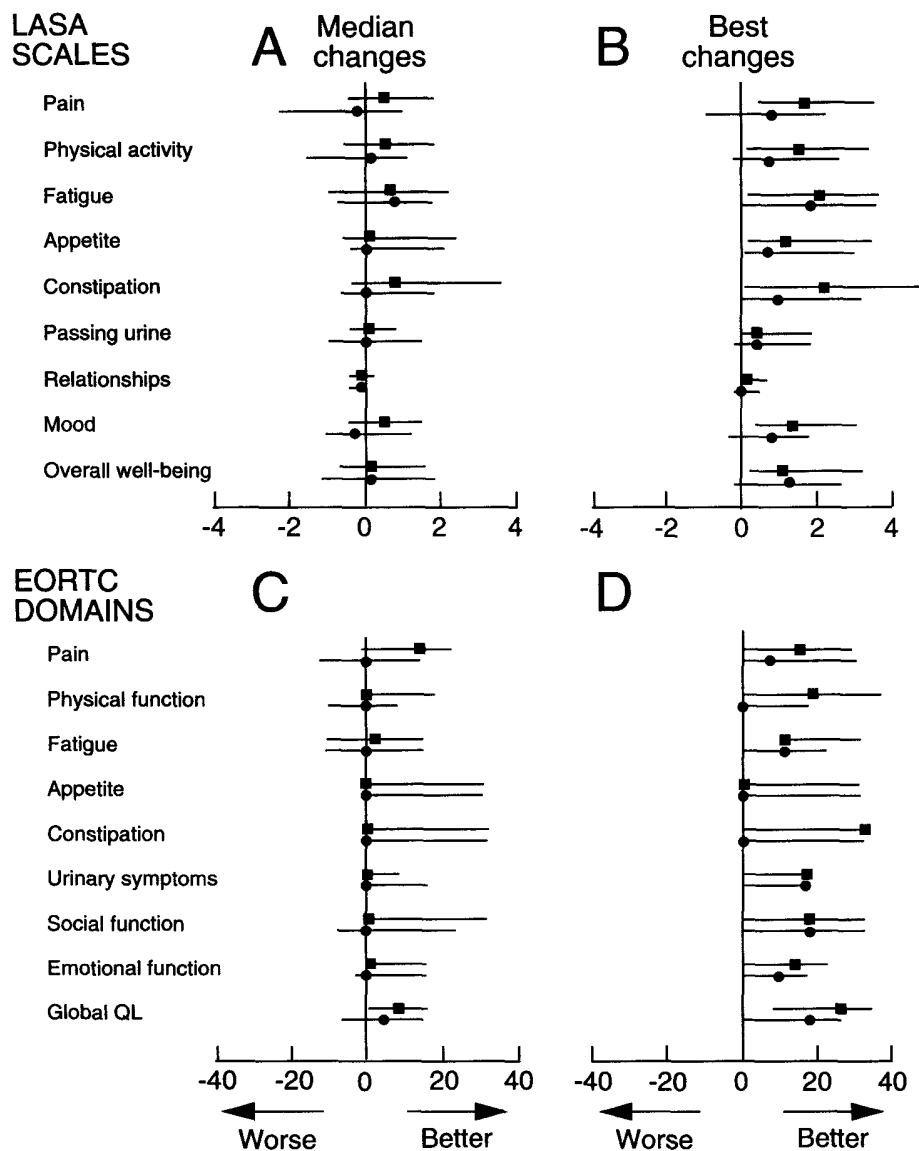 LASA
SCALES
A
Median
changes
B
Best
changes
Pain
Physical activity
Fatigue
Appetite
Constipation
Passing urine
Relationships
Mood
Overall well-being
-4 -2 0 2 4
-4 -2 0 2 4
EORTC
DOMAINS
C
D
Pain
Physical function
Fatigue
Appetite
Constipation
Urinary symptoms
Social function
Emotional function
Global QL
-40 -20 0 20 40
-40 -20 0 20 40
Worse Better
Worse Better